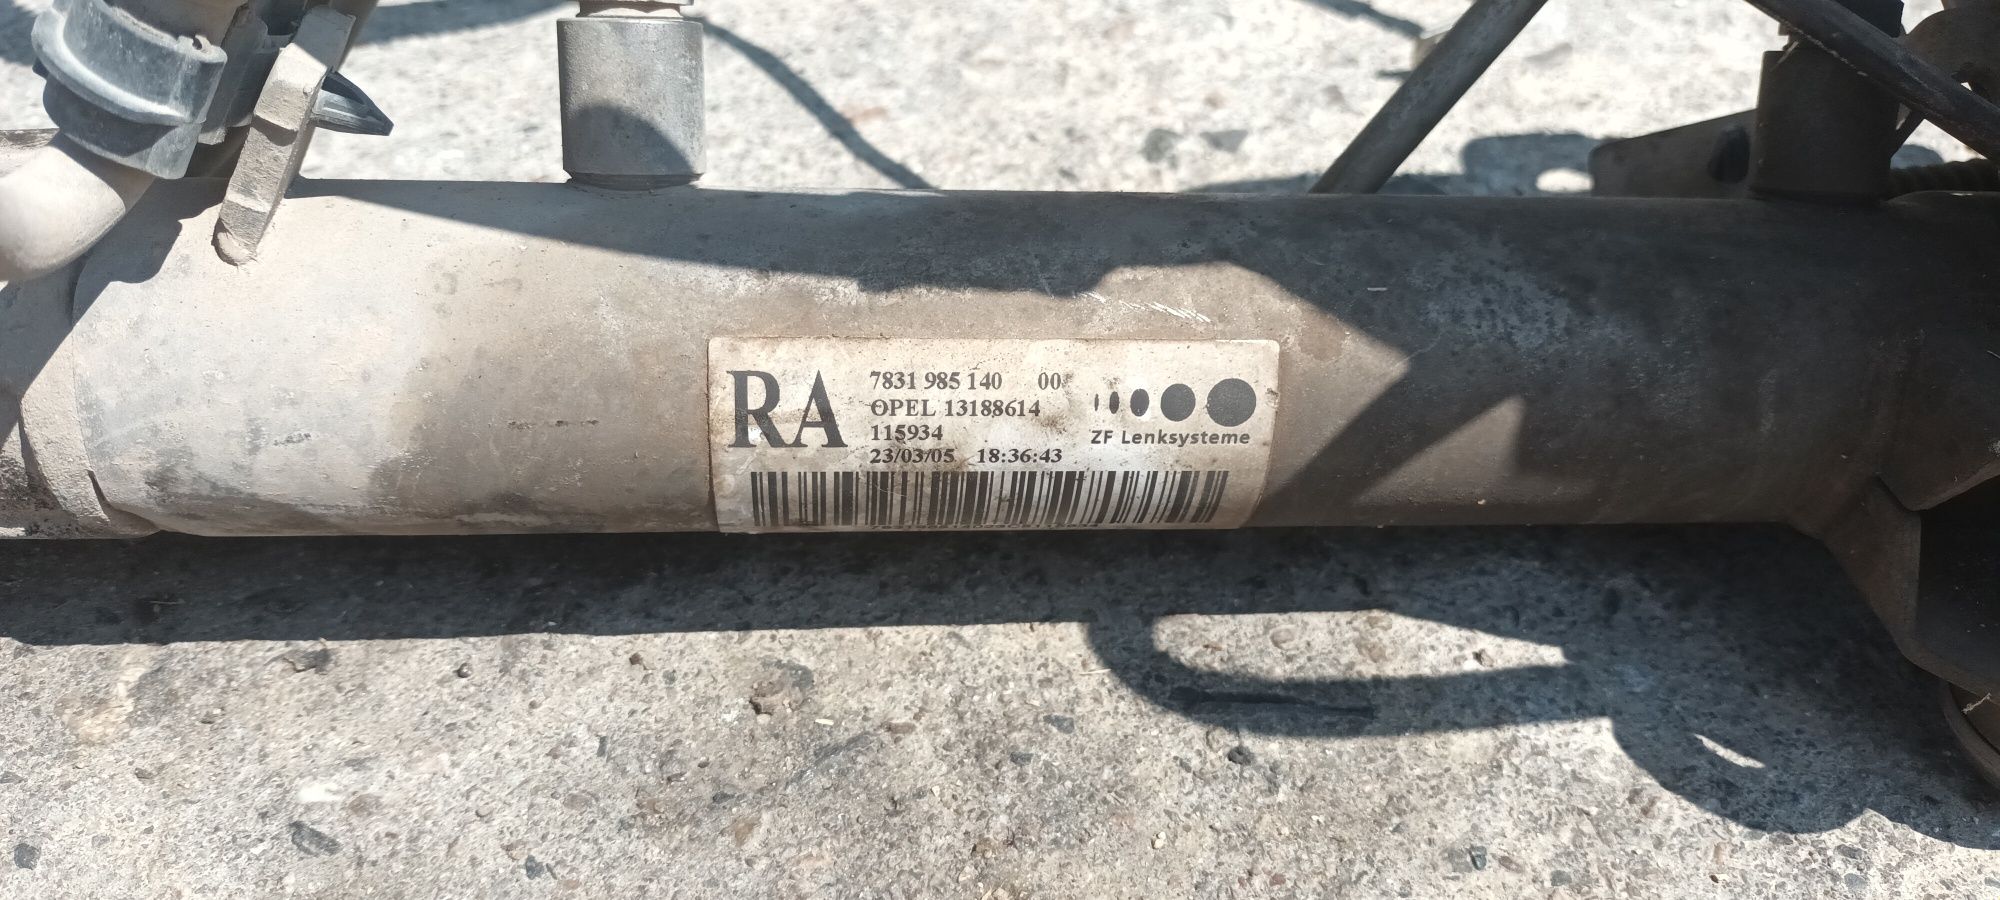 RA
7831 985 140 00
OPEL 13188614
115934
23/03/05 18:36:43
ZF Lenksysteme